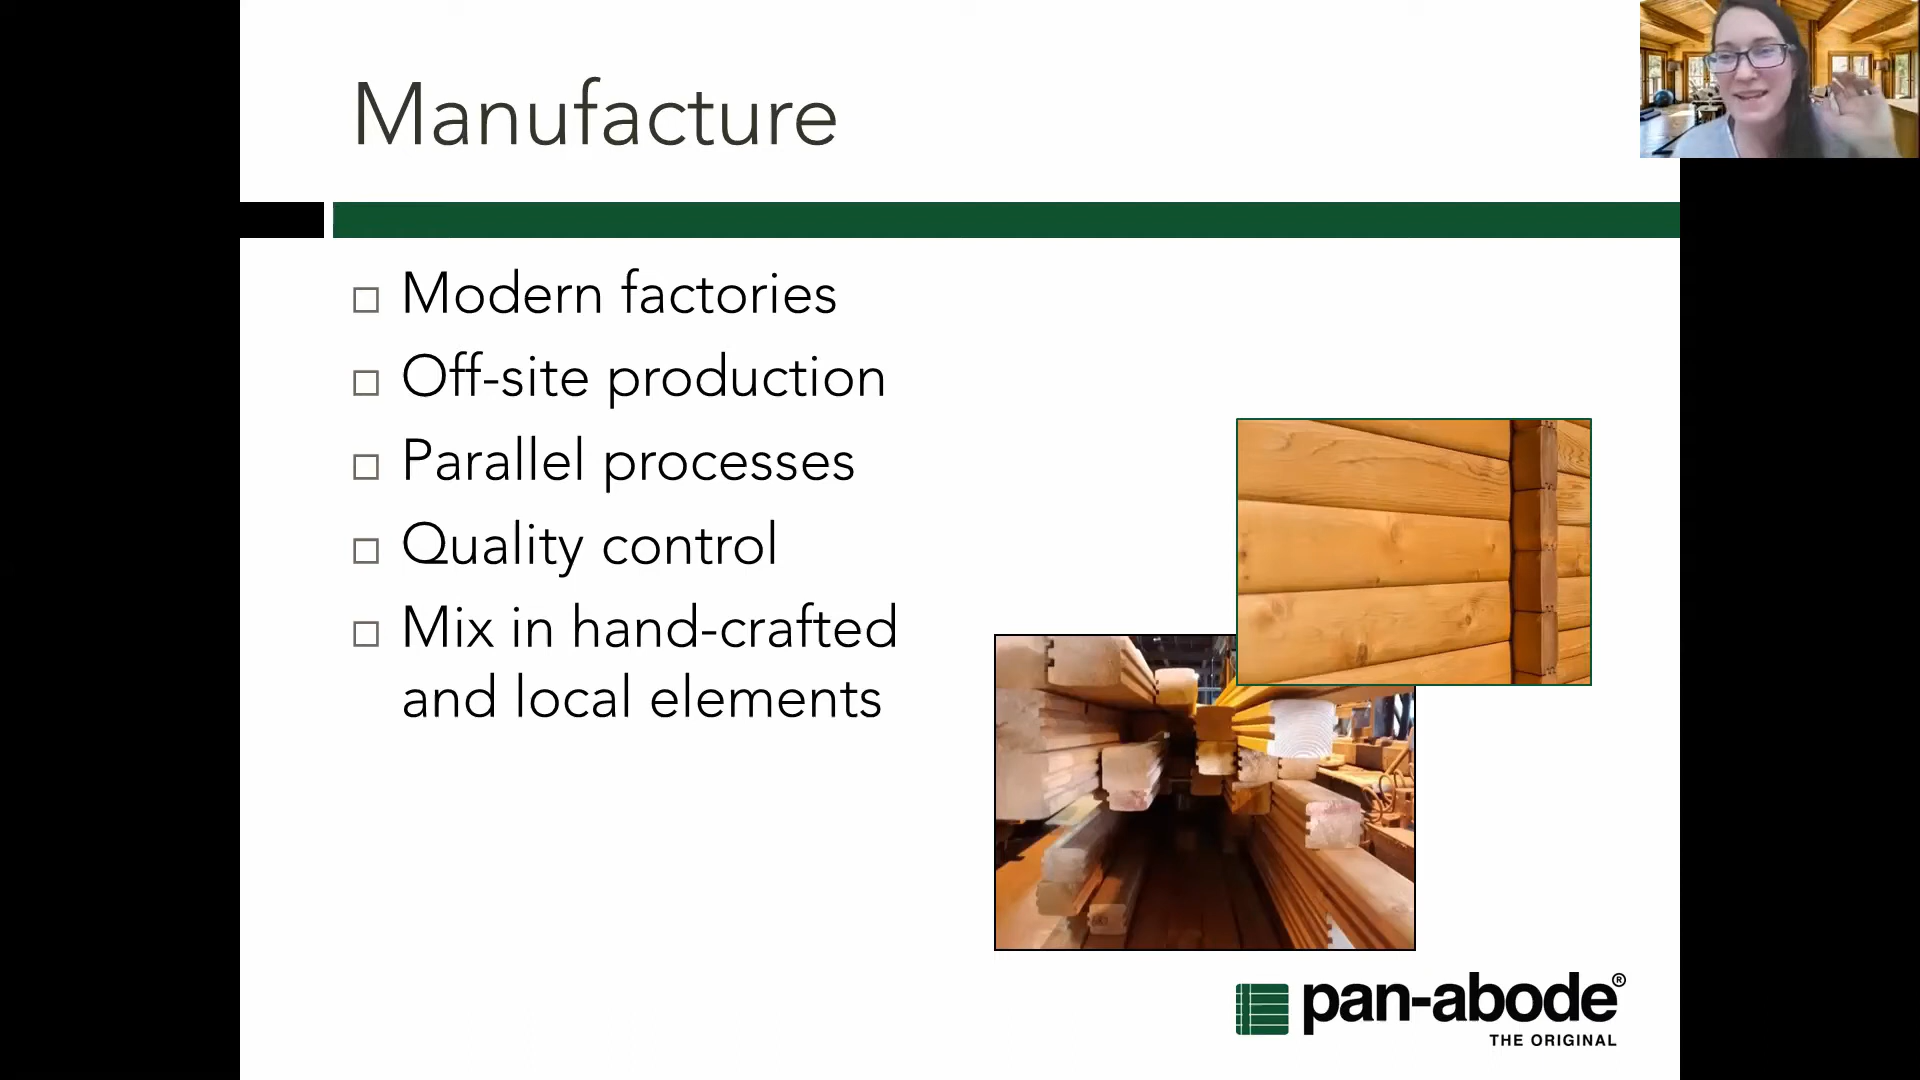 Manufacture
Modern factories
Off-site production
Parallel processes
Quality control
Mix in hand-crafted
and local elements
pan-abode®
THE ORIGINAL